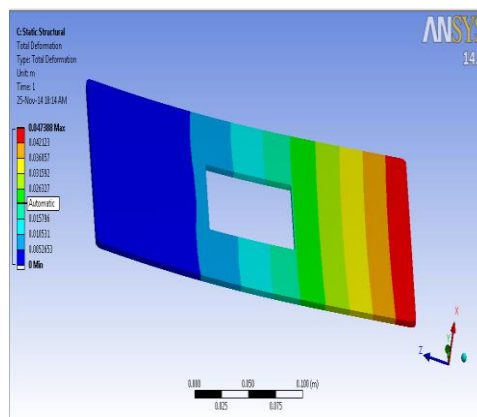 C: Static Structural
Total Deformation
Type: Total Deformation
Unit: m
Time: 1
25-Nov-14 10:14 AM
0.047388 Max
0.042123
0.036857
0.031592
0.026327
Automatic
0.015796
0.010531
0.0052653
0 Min
ANSYS
14.
X
Z
0.000
0.050
0.100 (m)
0.025
0.075